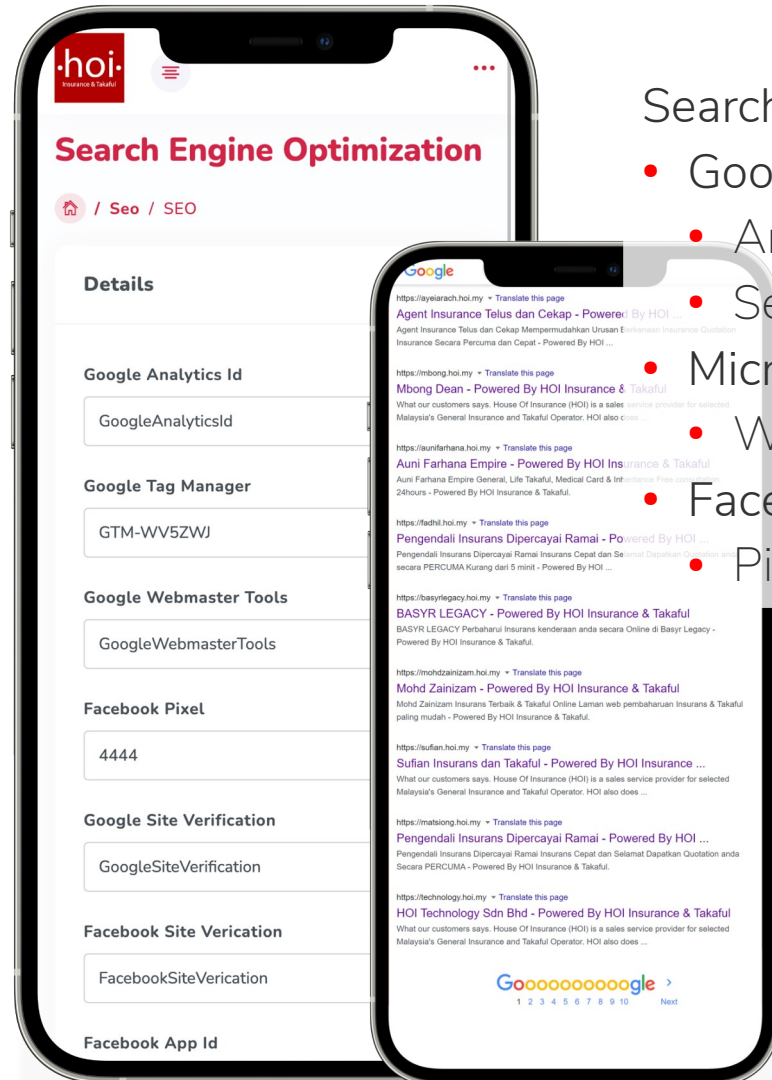 ·hoi·
Insurance & Takaful
Search Engine Optimization
/ Seo / SEO
Details
Google Analytics Id
GoogleAnalyticsId
Google Tag Manager
GTM-WV5ZWJ
Google Webmaster Tools
GoogleWebmasterTools
Facebook Pixel
4444
Google Site Verification
GoogleSiteVerification
Facebook Site Verication
FacebookSiteVerication
Facebook App Id
Google
https://ayeiarach.hoi.my Translate this page
Agent Insurance Telus dan Cekap - Powered By HOI ...
Agent Insurance Telus dan Cekap Mempermudahkan Urusan Berkenaan Insurance Quotation
Insurance Secara Percuma dan Cepat - Powered By HOI ...
https://mbong.hoi.my Translate this page
Mbong Dean - Powered By HOI Insurance & Takaful
What our customers says. House Of Insurance (HOI) is a sales service provider for selected
Malaysia's General Insurance and Takaful Operator. HOI also does ...
https://aunifarhana.hoi.my Translate this page
Auni Farhana Empire - Powered By HOI Insurance & Takaful
Auni Farhana Empire General, Life Takaful, Medical Card & Inheritance Free consultation
24hours - Powered By HOI Insurance & Takaful.
https://fadhil.hoi.my Translate this page
Pengendali Insurans Dipercayai Ramai - Powered By HOI ...
Pengendali Insurans Dipercayai Ramai Insurans Cepat dan Selamat Dapatkan Quotation anda
secara PERCUMA Kurang dari 5 minit - Powered By HOI ...
https://basyrlegacy.hoi.my Translate this page
BASYR LEGACY - Powered By HOI Insurance & Takaful
BASYR LEGACY Perbaharui Insurans kenderaan anda secara Online di Basyr Legacy -
Powered By HOI Insurance & Takaful.
https://mohdzainizam.hoi.my Translate this page
Mohd Zainizam - Powered By HOI Insurance & Takaful
Mohd Zainizam Insurans Terbaik & Takaful Online Laman web pembaharuan Insurans & Takaful
paling mudah - Powered By HOI Insurance & Takaful.
https://sufian.hoi.my Translate this page
Sufian Insurans dan Takaful - Powered By HOI Insurance ...
What our customers says. House Of Insurance (HOI) is a sales service provider for selected
Malaysia's General Insurance and Takaful Operator. HOI also does ...
https://matsiong.hoi.my Translate this page
Pengendali Insurans Dipercayai Ramai - Powered By HOI ...
Pengendali Insurans Dipercayai Ramai Insurans Cepat dan Selamat Dapatkan Quotation anda
Secara PERCUMA - Powered By HOI Insurance & Takaful.
https://technology.hoi.my Translate this page
HOI Technology Sdn Bhd - Powered By HOI Insurance & Takaful
What our customers says. House Of Insurance (HOI) is a sales service provider for selected
Malaysia's General Insurance and Takaful Operator. HOI also does ...
Goooooooooogle >
1 2 3 4 5 6 7 8 9 10 Next
Search